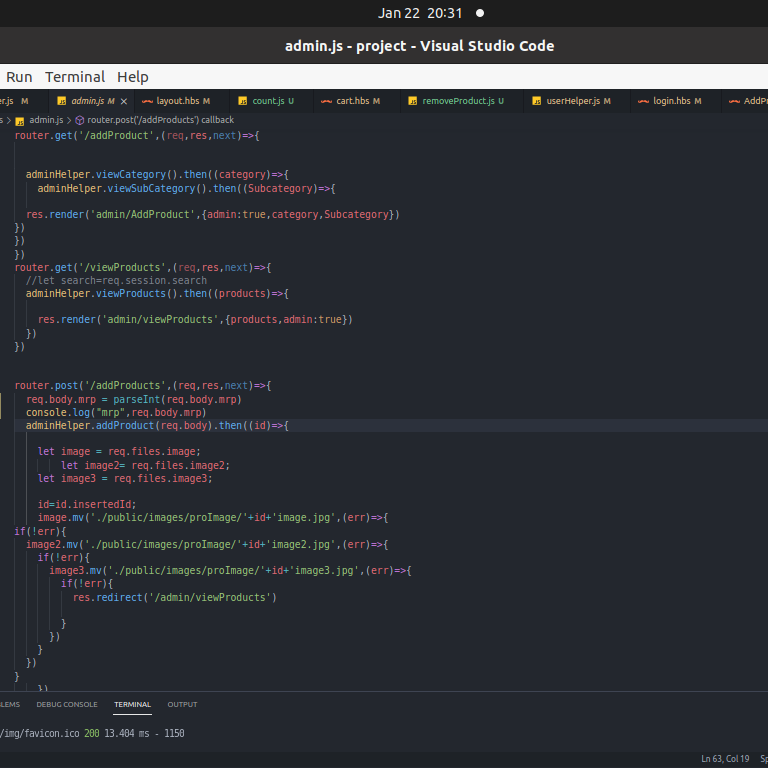 Jan 22 20:31
admin.js - project - Visual Studio Code
Run Terminal Help
er.js M admin.js M × layout.hbs M count.js U cart.hbs M removeProduct.js U userHelper.js M login.hbs M AddPro
s > admin.js > router.post('/addProducts') callback
router.get('/addProduct',(req,res,next)=>{
adminHelper.viewCategory().then((category)=>{
adminHelper.viewSubCategory().then((Subcategory)=>{
res.render('admin/AddProduct',{admin:true,category,Subcategory})
})
})
})
router.get('/viewProducts',(req,res,next)=>{
//let search=req.session.search
adminHelper.viewProducts().then((products)=>{
res.render('admin/viewProducts',{products,admin:true})
})
})
router.post('/addProducts',(req,res,next)=>{
req.body.mrp = parseInt(req.body.mrp)
console.log("mrp",req.body.mrp)
adminHelper.addProduct(req.body).then((id)=>{
let image = req.files.image;
let image2= req.files.image2;
let image3 = req.files.image3;
id=id.insertedId;
image.mv('./public/images/proImage/'+id+'image.jpg',(err)=>{
if(!err){
image2.mv('./public/images/proImage/'+id+'image2.jpg',(err)=>{
if(!err){
image3.mv('./public/images/proImage/'+id+'image3.jpg',(err)=>{
if(!err){
res.redirect('/admin/viewProducts')
}
})
}
})
}
})
LEMS DEBUG CONSOLE TERMINAL OUTPUT
/img/favicon.ico 200 13.404 ms - 1150
Ln 63, Col 19 Sp